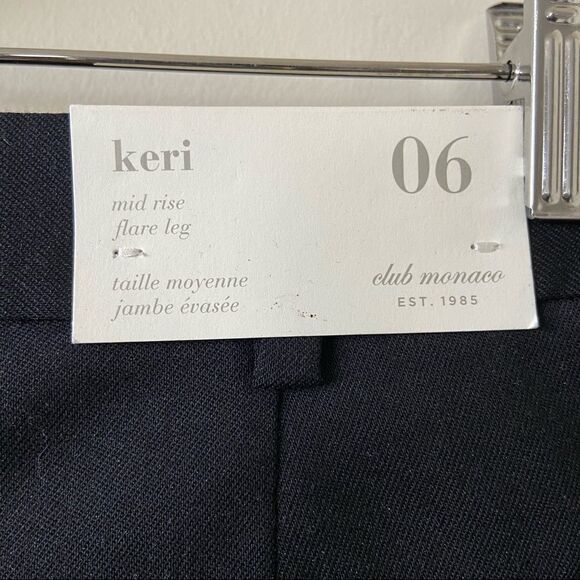 keri
mid rise
flare leg
taille moyenne
jambe évasée
06
club monaco
EST. 1985